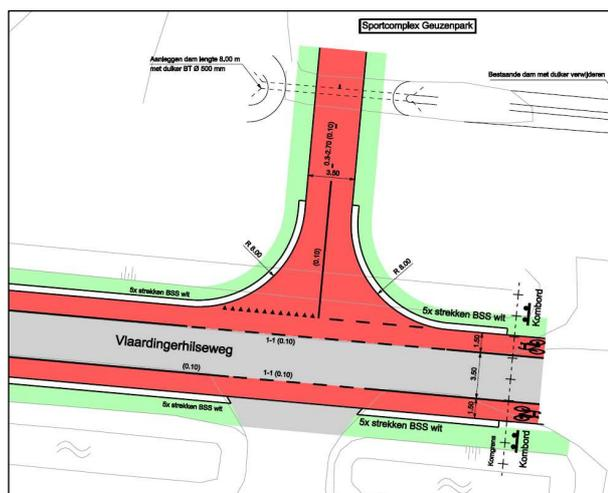 Sportcomplex Geuzenpark
Aanleggen dam lengte 8.00 m
met duiker BT Ø 500 mm
Bestaande dam met duiker verwijderen
0.3-2.70 (0.10)
3.50
(0.10)
R 8.00
R 8.00
5x strekken BSS wit
5x strekken BSS wit
Kombord
Vlaardingerhilseweg
1-1 (0.10)
1.50
3.50
(0.10)
1-1 (0.10)
1.50
5x strekken BSS wit
5x strekken BSS wit
Komgrens
Kombord